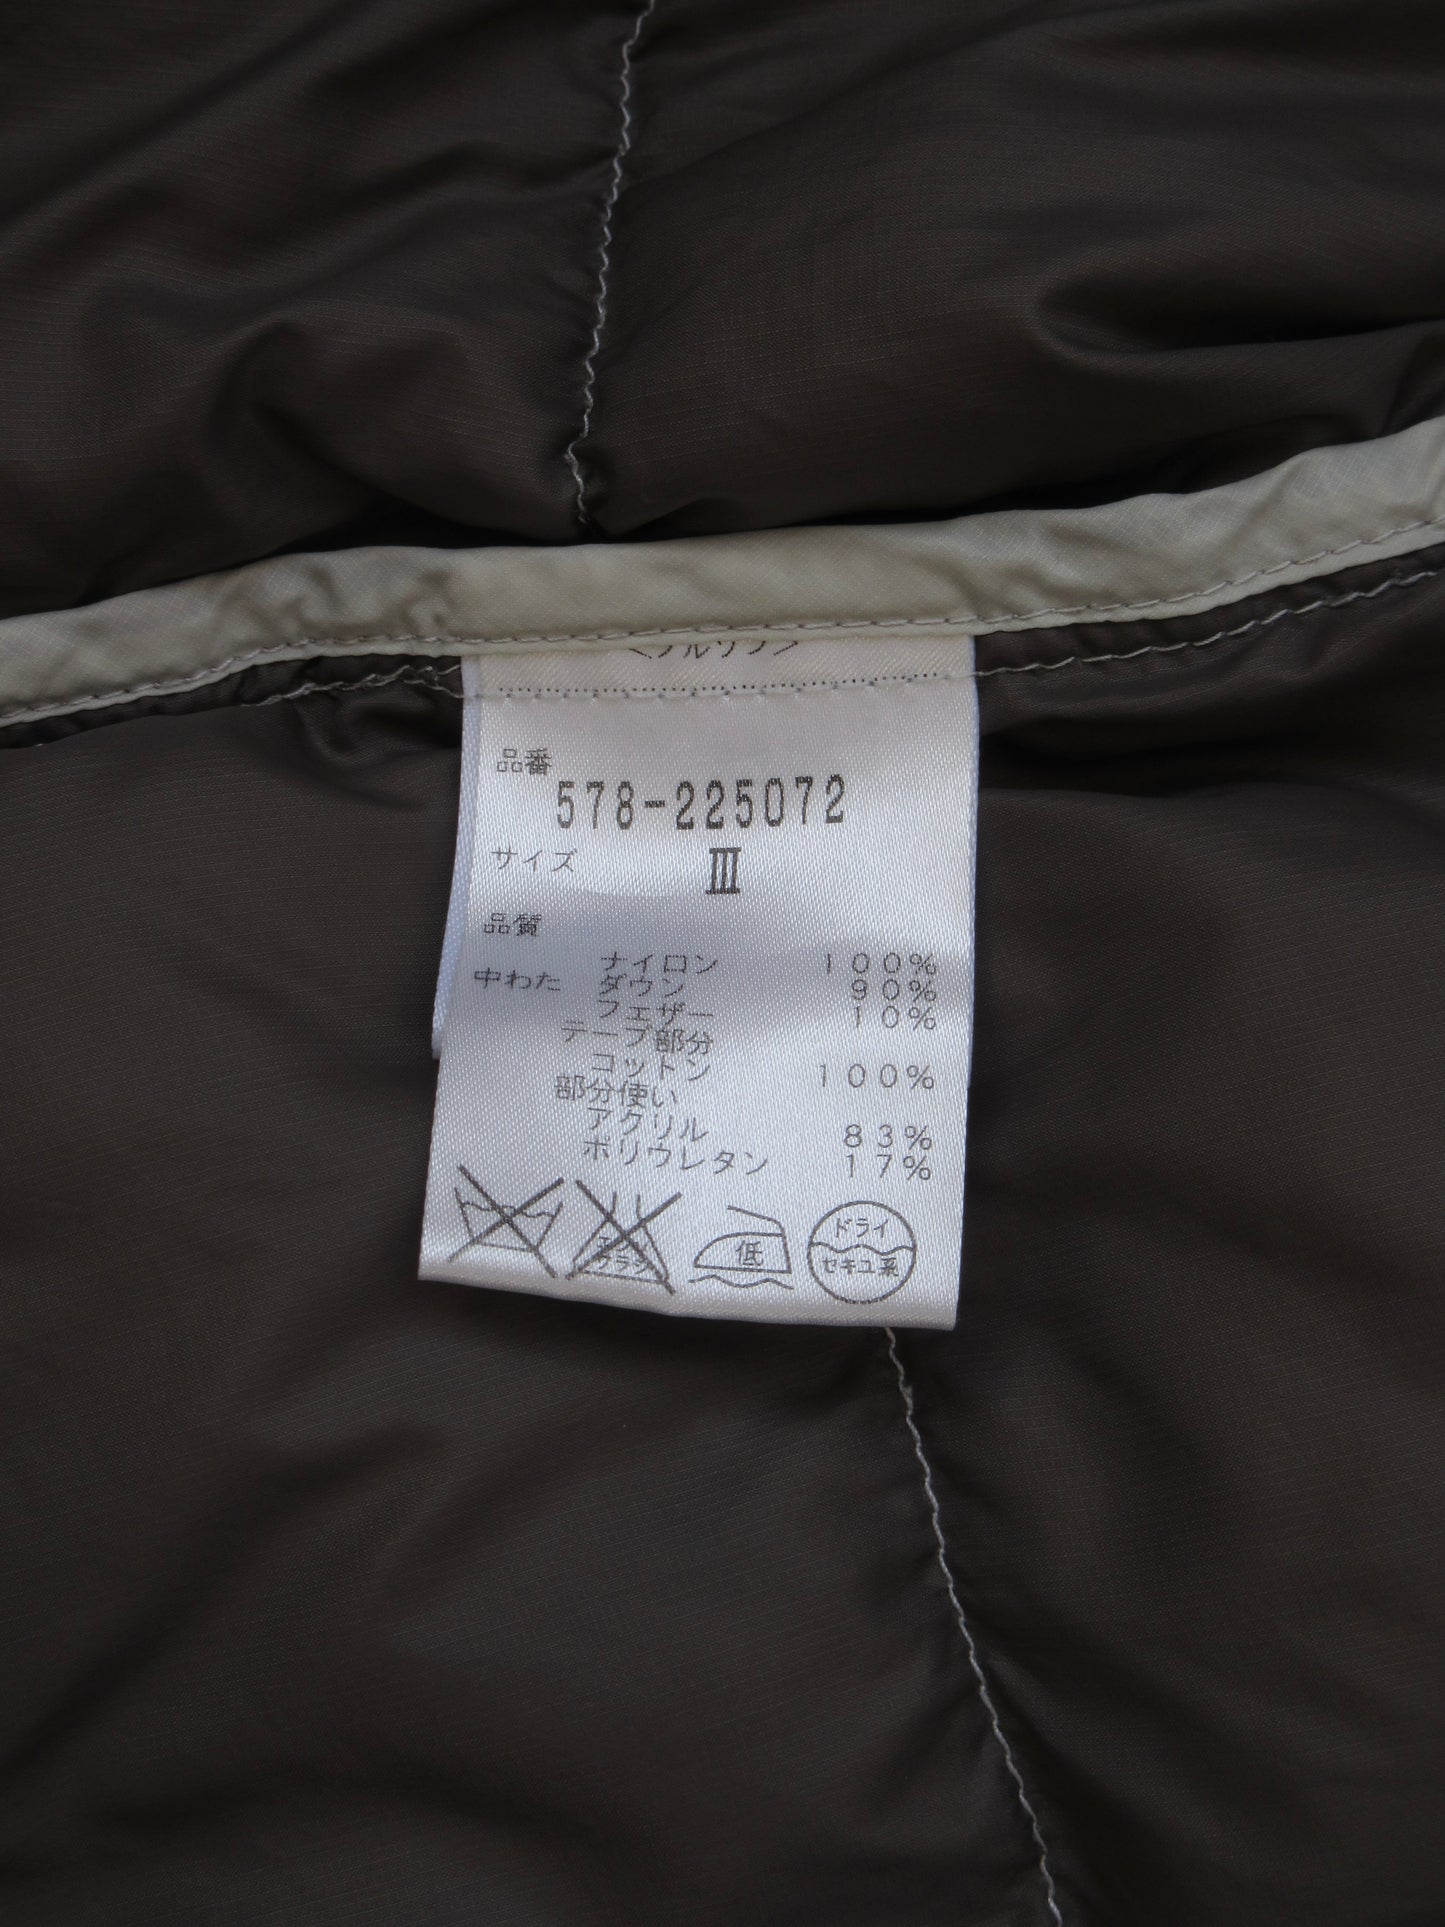 品番
578-225072
サイズ Ⅲ
品質
ナイロン 100%
中わた ダウン 90%
フェザー 10%
テープ部分
コットン 100%
部分使い
アクリル 83%
ポリウレタン 17%
低
ドライ
セキユ系